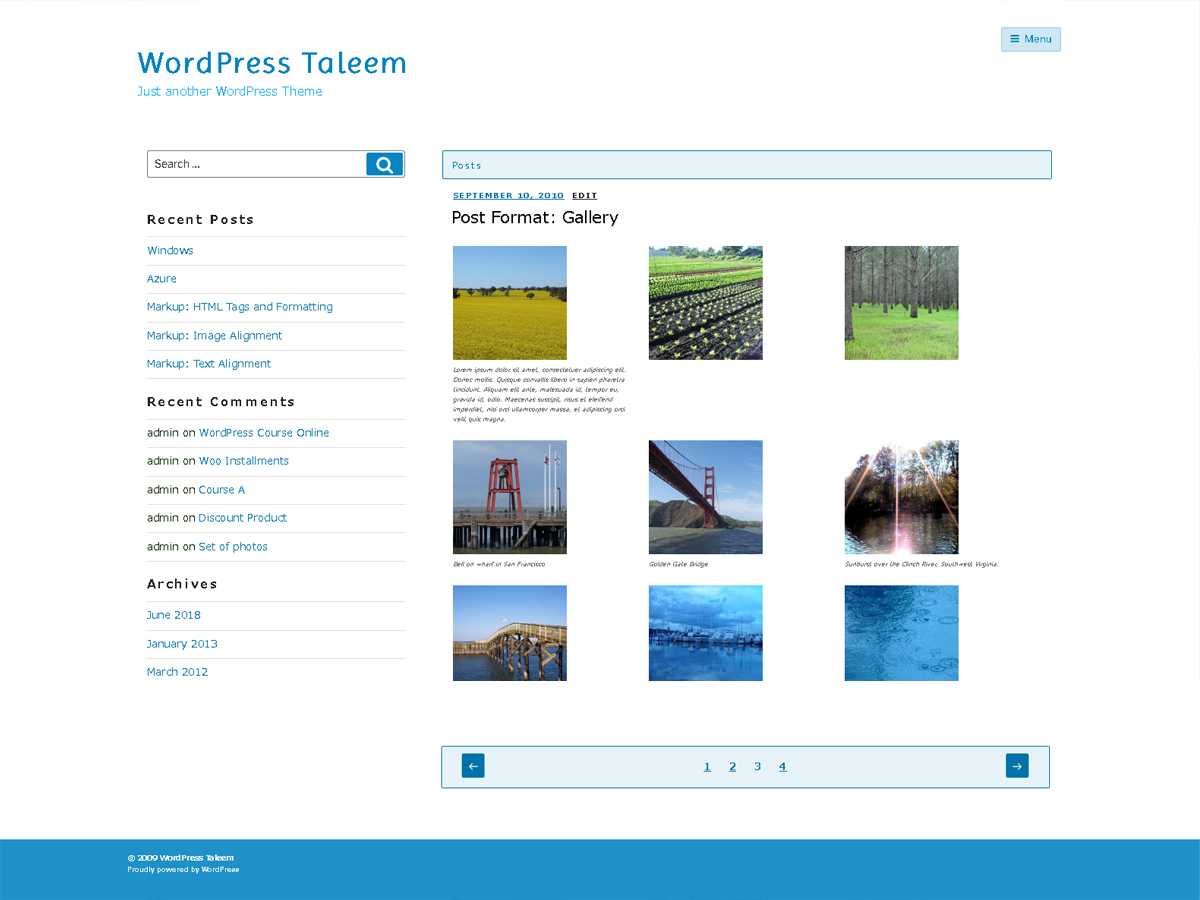 Menu
WordPress Taleem
Just another WordPress Theme
Search ...
Recent Posts
Windows
Azure
Markup: HTML Tags and Formatting
Markup: Image Alignment
Markup: Text Alignment
Recent Comments
admin on WordPress Course Online
admin on Woo Installments
admin on Course A
admin on Discount Product
admin on Set of photos
Archives
June 2018
January 2013
March 2012
Posts
SEPTEMBER 10, 2010 EDIT
Post Format: Gallery
Lorem ipsum dolor sit amet, consectetuer adipiscing elit.
Donec mollis. Quisque convallis libero in sapien pharetra
tincidunt. Aliquam elit ante, malesuada id, tempor eu,
gravida id, odio. Maecenas suscipit, risus et eleifend
imperdiet, nisi orci ullamcorper massa, et adipiscing orci
velit quis magna.
Bell on wharf in San Francisco
Golden Gate Bridge
Sunburst over the Clinch River, Southwest Virginia.
← 1 2 3 4 →
© 2009 WordPress Taleem
Proudly powered by WordPress